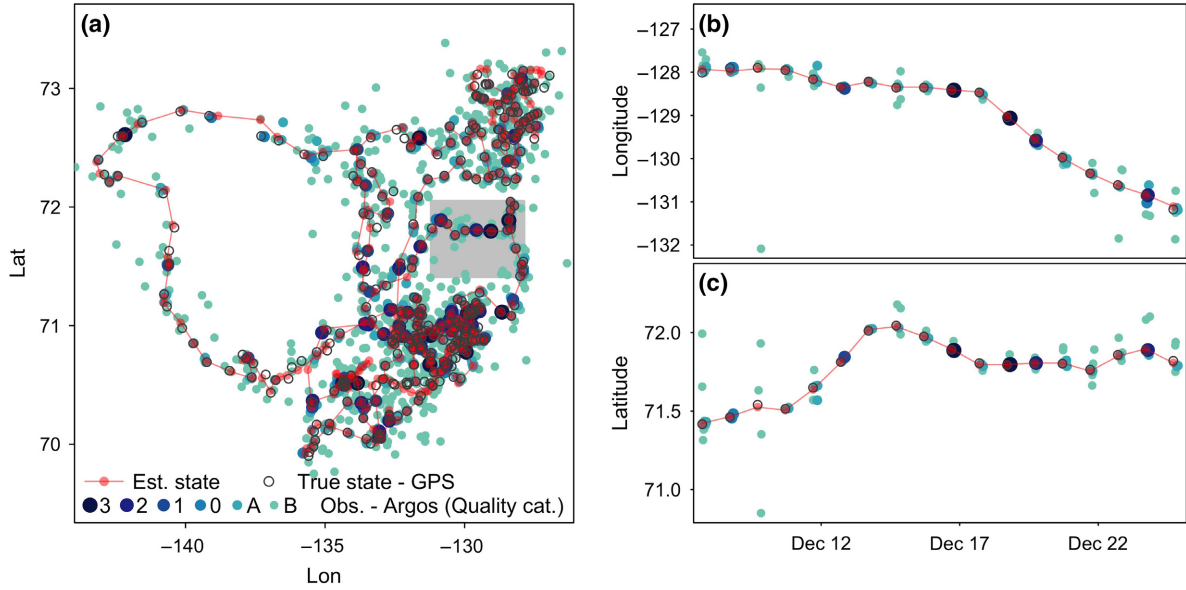 (a)
73
72
71
70
Lat
Est. state True state - GPS
3 2 1 0 A B Obs. - Argos (Quality cat.)
−140 −135 −130
Lon
(b)
−127
−128
−129
−130
−131
−132
Longitude
(c)
72.0
71.5
71.0
Latitude
Dec 12 Dec 17 Dec 22